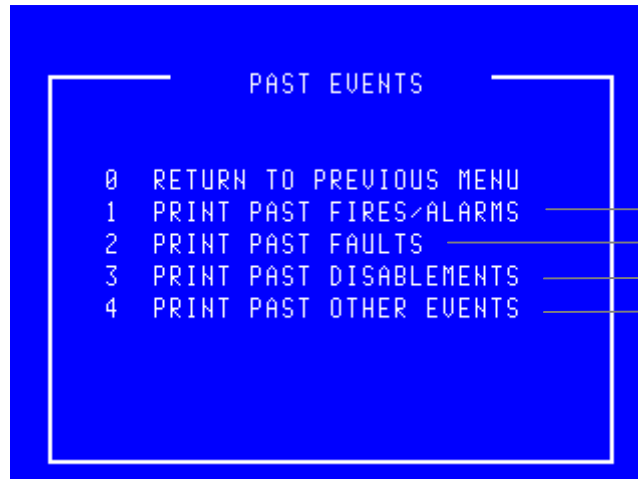 PAST EVENTS
0 RETURN TO PREVIOUS MENU
1 PRINT PAST FIRES/ALARMS
2 PRINT PAST FAULTS
3 PRINT PAST DISABLEMENTS
4 PRINT PAST OTHER EVENTS